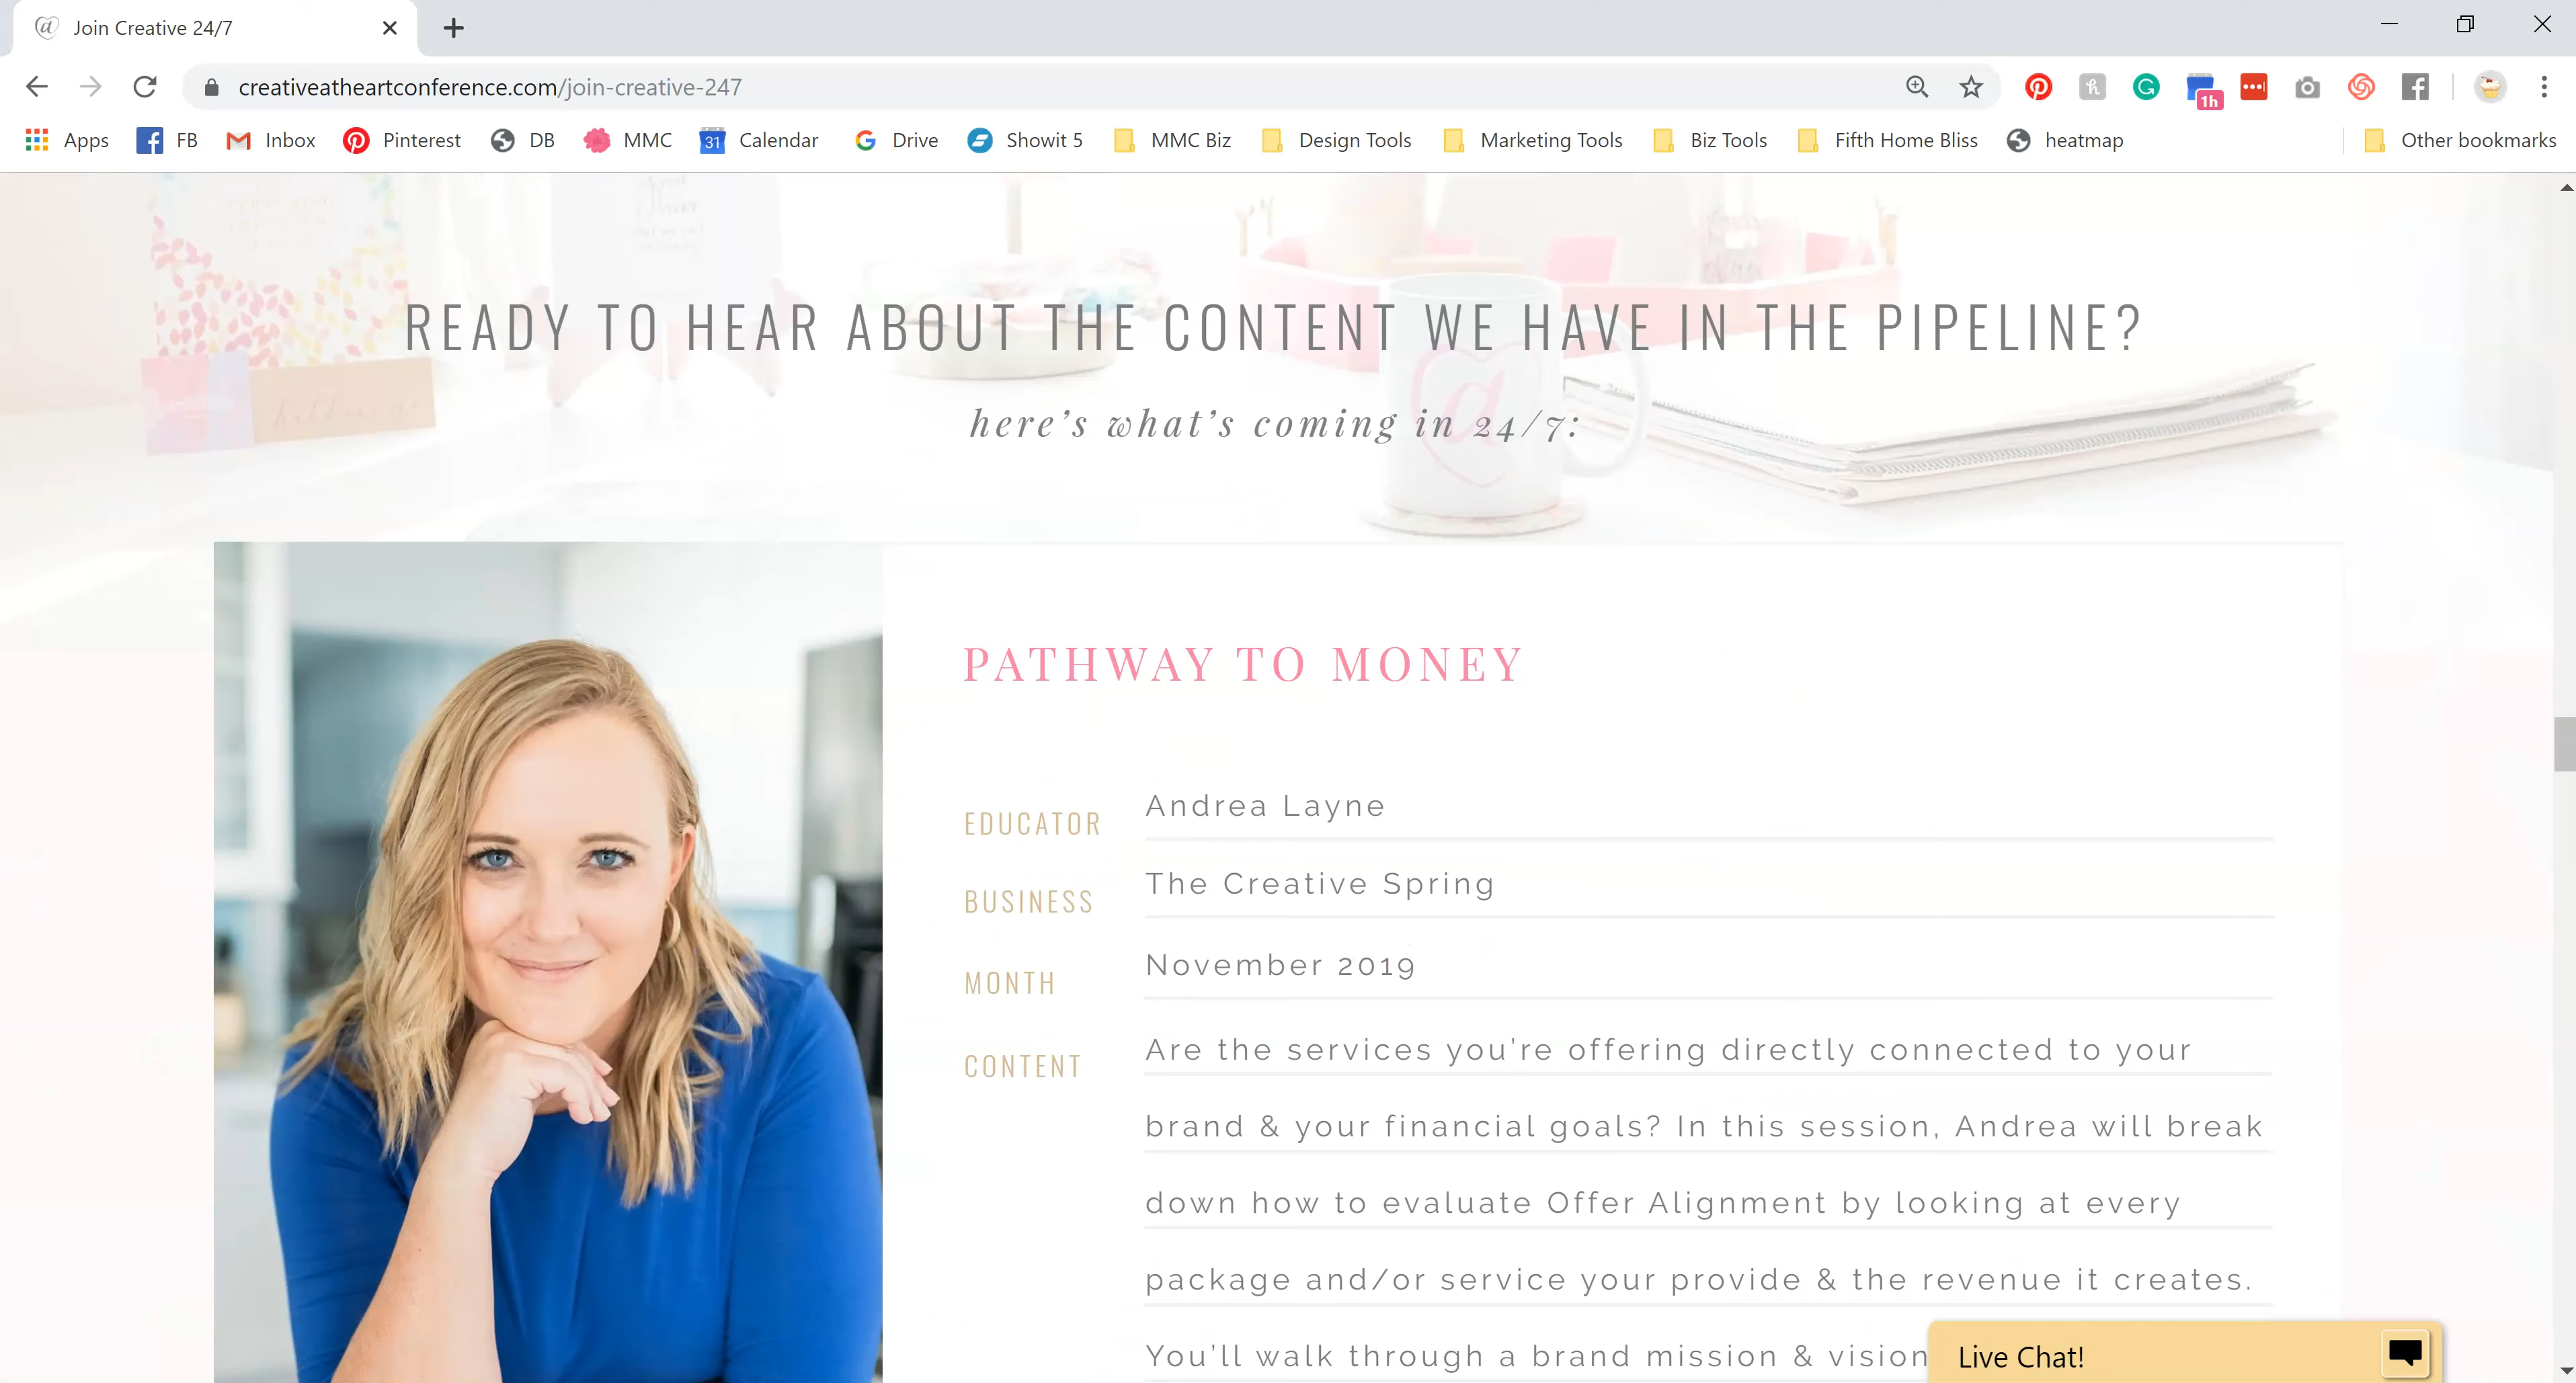 Join Creative 24/7
creativeatheartconference.com/join-creative-247
1h
Apps FB Inbox Pinterest DB MMC 31 Calendar Drive Showit 5 MMC Biz Design Tools Marketing Tools Biz Tools Fifth Home Bliss heatmap Other bookmarks
READY TO HEAR ABOUT THE CONTENT WE HAVE IN THE PIPELINE?
here's what's coming in 24/7:
PATHWAY TO MONEY
EDUCATOR Andrea Layne
BUSINESS The Creative Spring
MONTH November 2019
CONTENT Are the services you're offering directly connected to your
brand & your financial goals? In this session, Andrea will break
down how to evaluate Offer Alignment by looking at every
package and/or service your provide & the revenue it creates.
You'll walk through a brand mission & vision
Live Chat!